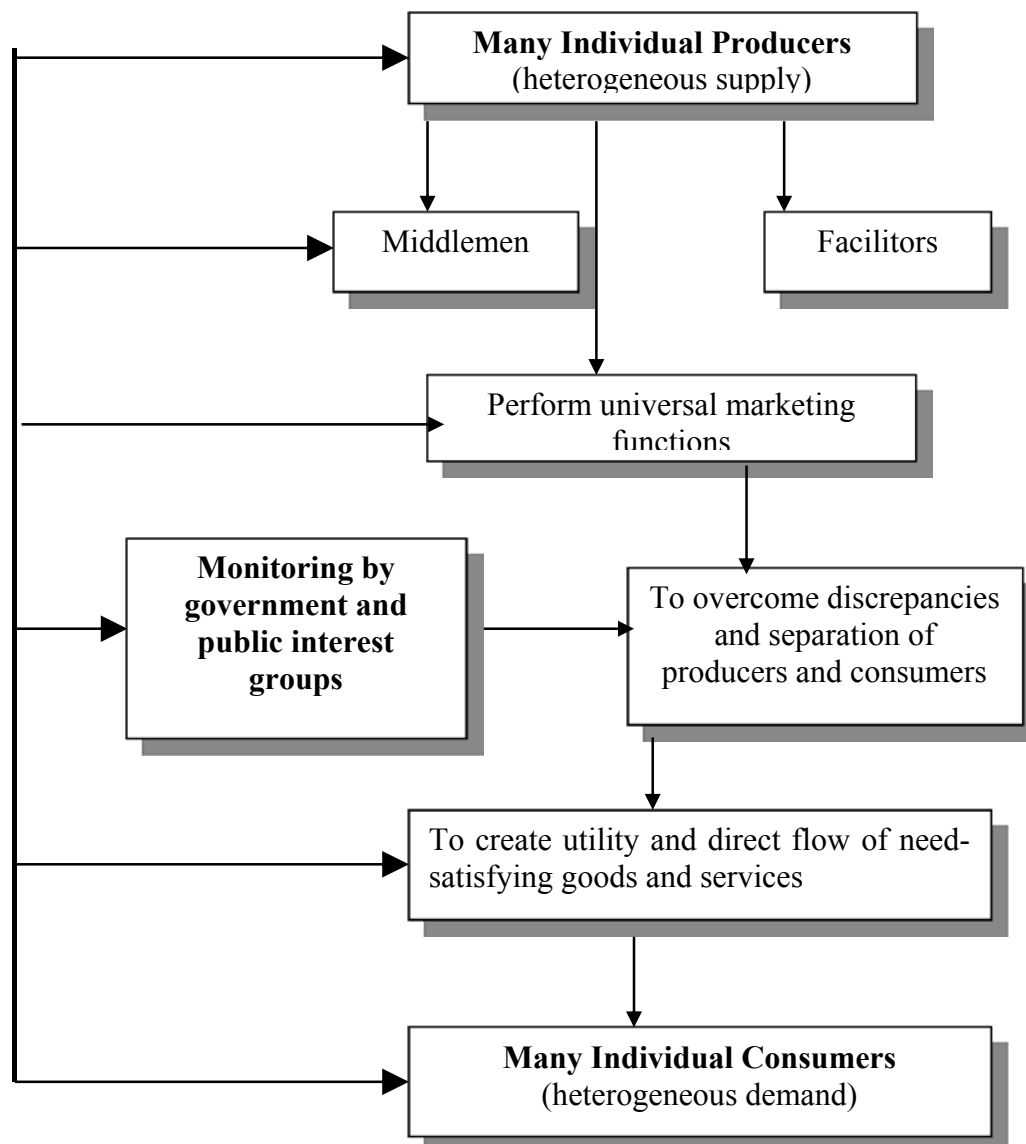 Many Individual Producers
(heterogeneous supply)
Middlemen
Facilitors
Perform universal marketing
functions
Monitoring by
government and
public interest
groups
To overcome discrepancies
and separation of
producers and consumers
To create utility and direct flow of need-
satisfying goods and services
Many Individual Consumers
(heterogeneous demand)